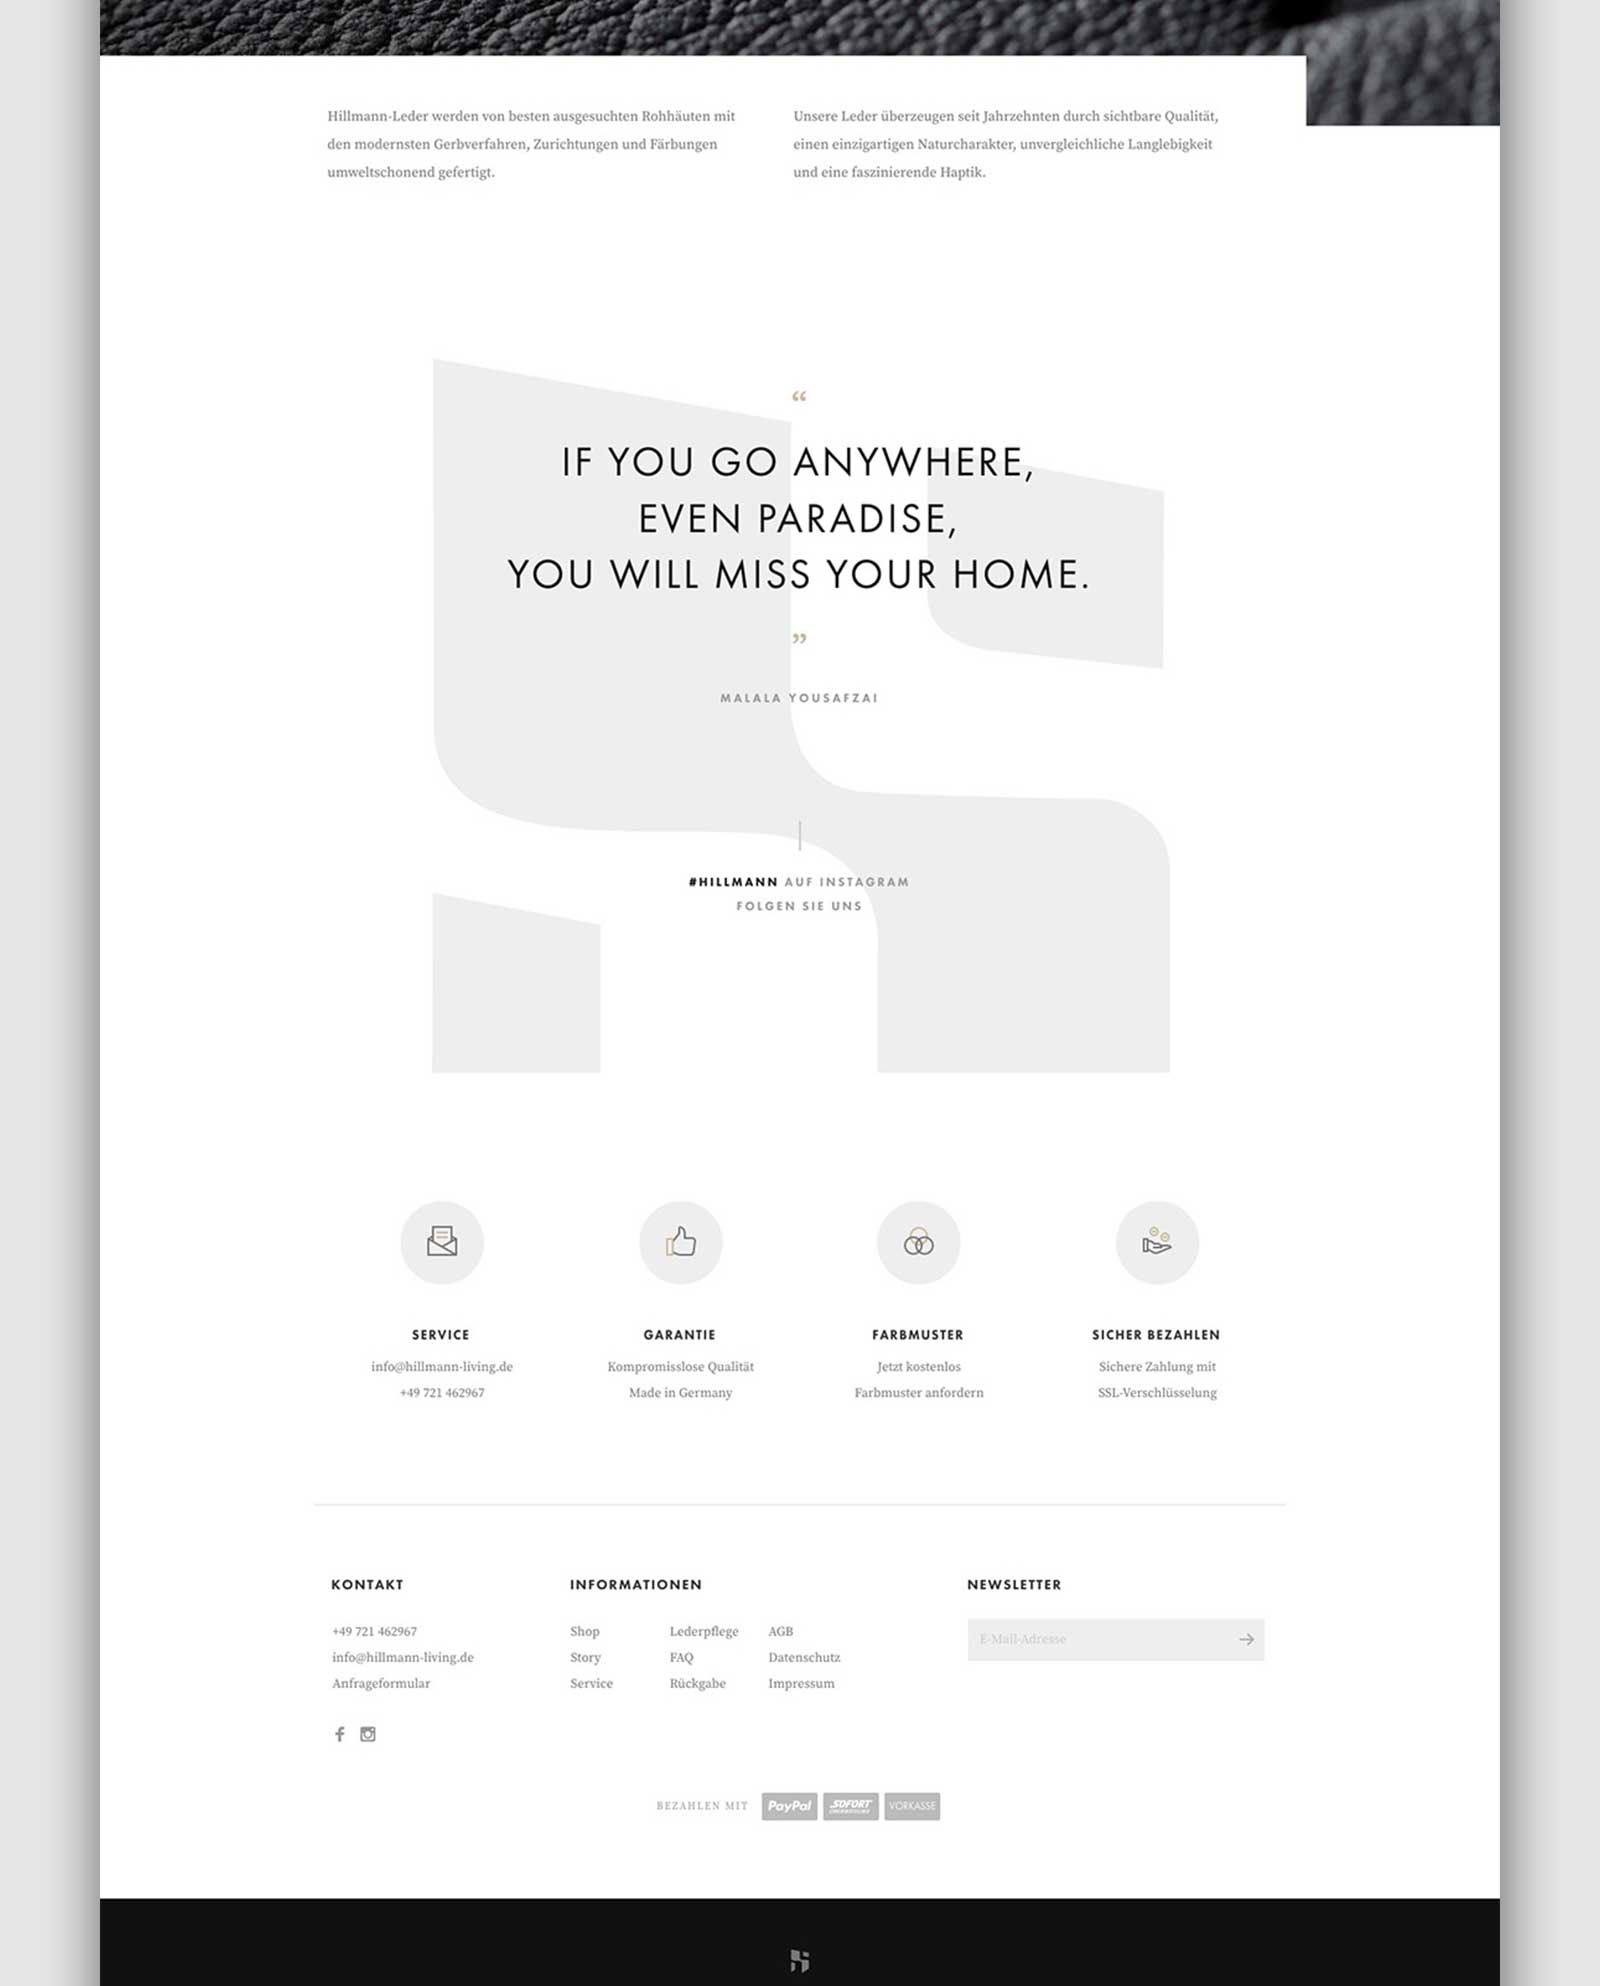 Hillmann-Leder werden von besten ausgesuchten Rohhäuten mit
den modernsten Gerbverfahren, Zurichtungen und Färbungen
umweltschonend gefertigt.
Unsere Leder überzeugen seit Jahrzehnten durch sichtbare Qualität,
einen einzigartigen Naturcharakter, unvergleichliche Langlebigkeit
und eine faszinierende Haptik.
“
IF YOU GO ANYWHERE,
EVEN PARADISE,
YOU WILL MISS YOUR HOME.
”
MALALA YOUSAFZAI
#HILLMANN AUF INSTAGRAM
FOLGEN SIE UNS
SERVICE
info@hillmann-living.de
+49 721 462967
GARANTIE
Kompromisslose Qualität
Made in Germany
FARBMUSTER
Jetzt kostenlos
Farbmuster anfordern
SICHER BEZAHLEN
Sichere Zahlung mit
SSL-Verschlüsselung
KONTAKT
+49 721 462967
info@hillmann-living.de
Anfrageformular
INFORMATIONEN
Shop
Story
Service
Lederpflege
FAQ
Rückgabe
AGB
Datenschutz
Impressum
NEWSLETTER
E-Mail-Adresse
BEZAHLEN MIT
PayPal
SOFORT
VORKASSE